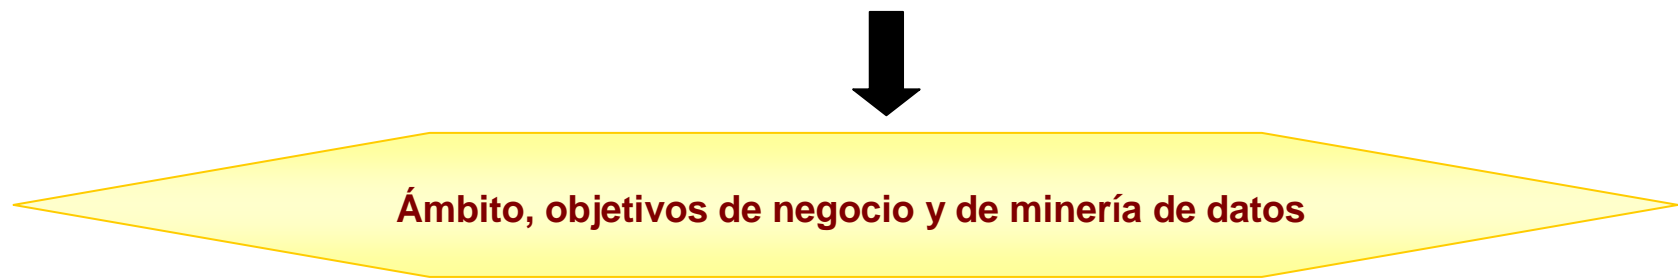 Ámbito, objetivos de negocio y de minería de datos